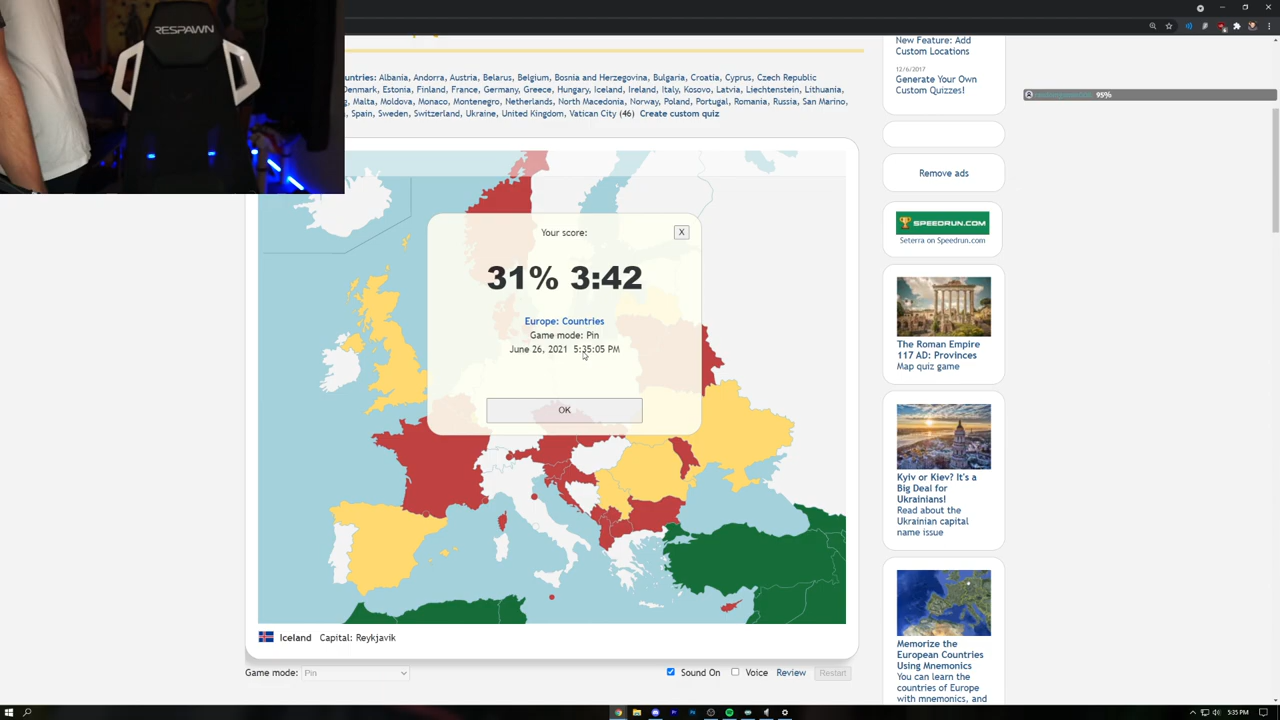 RESPAWN
untries: Albania, Andorra, Austria, Belarus, Belgium, Bosnia and Herzegovina, Bulgaria, Croatia, Cyprus, Czech Republic
Denmark, Estonia, Finland, France, Germany, Greece, Hungary, Iceland, Ireland, Italy, Kosovo, Latvia, Liechtenstein, Lithuania,
g, Malta, Moldova, Monaco, Montenegro, Netherlands, North Macedonia, Norway, Poland, Portugal, Romania, Russia, San Marino,
, Spain, Sweden, Switzerland, Ukraine, United Kingdom, Vatican City (46) Create custom quiz
Your score:
X
31% 3:42
Europe: Countries
Game mode: Pin
June 26, 2021 5:35:05 PM
OK
Iceland Capital: Reykjavik
Game mode: Pin
Sound On Voice Review Restart
New Feature: Add
Custom Locations
12/6/2017
Generate Your Own
Custom Quizzes!
Remove ads
SPEEDRUN.COM
Seterra on Speedrun.com
The Roman Empire
117 AD: Provinces
Map quiz game
Kyiv or Kiev? It's a
Big Deal for
Ukrainians!
Read about the
Ukrainian capital
name issue
Memorize the
European Countries
Using Mnemonics
You can learn the
countries of Europe
with mnemonics, and
95%
5:35 PM